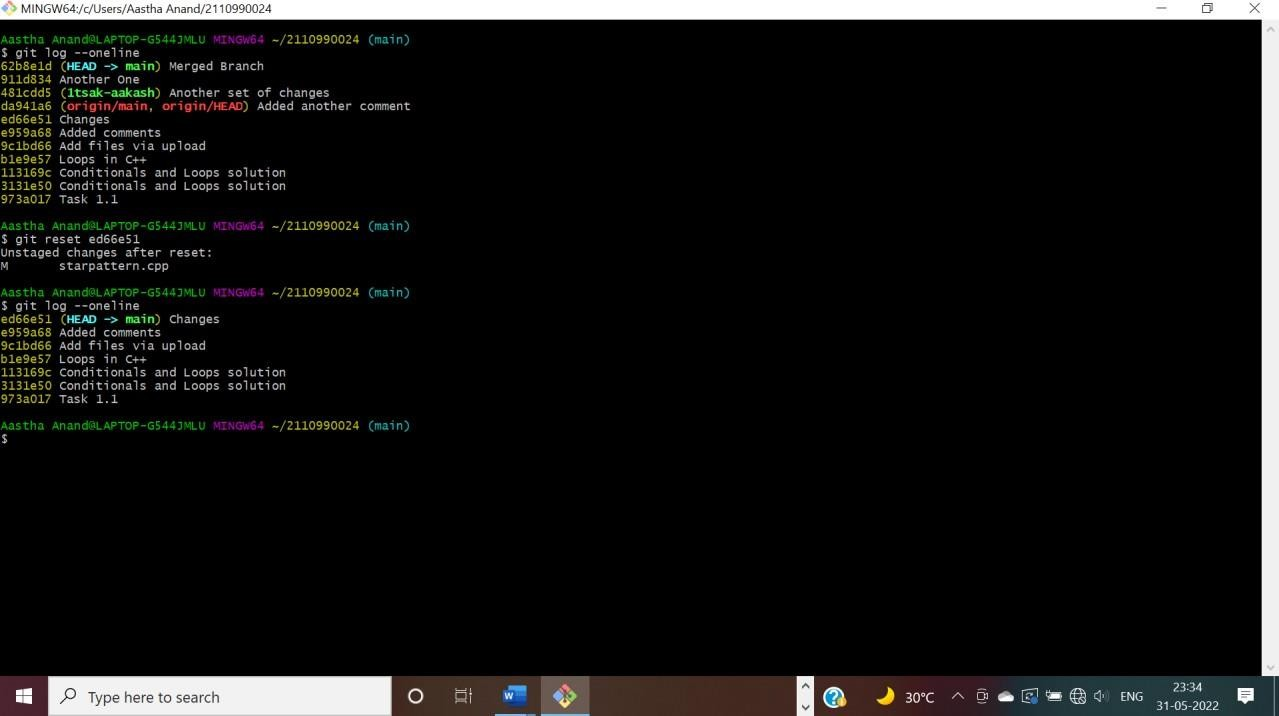 MINGW64:/c/Users/Aastha Anand/2110990024
Aastha Anand@LAPTOP-G544JMLU MINGW64 ~/2110990024 (main)
$ git log --oneline
62b8e1d (HEAD -> main) Merged Branch
911d834 Another One
481cdd5 (1tsak-aakash) Another set of changes
da941a6 (origin/main, origin/HEAD) Added another comment
ed66e51 Changes
e959a68 Added comments
9c1bd66 Add files via upload
b1e9e57 Loops in C++
113169c Conditionals and Loops solution
3131e50 Conditionals and Loops solution
973a017 Task 1.1
Aastha Anand@LAPTOP-G544JMLU MINGW64 ~/2110990024 (main)
$ git reset ed66e51
Unstaged changes after reset:
M       starpattern.cpp
Aastha Anand@LAPTOP-G544JMLU MINGW64 ~/2110990024 (main)
$ git log --oneline
ed66e51 (HEAD -> main) Changes
e959a68 Added comments
9c1bd66 Add files via upload
b1e9e57 Loops in C++
113169c Conditionals and Loops solution
3131e50 Conditionals and Loops solution
973a017 Task 1.1
Aastha Anand@LAPTOP-G544JMLU MINGW64 ~/2110990024 (main)
$
Type here to search
W
30°C
ENG
23:34
31-05-2022